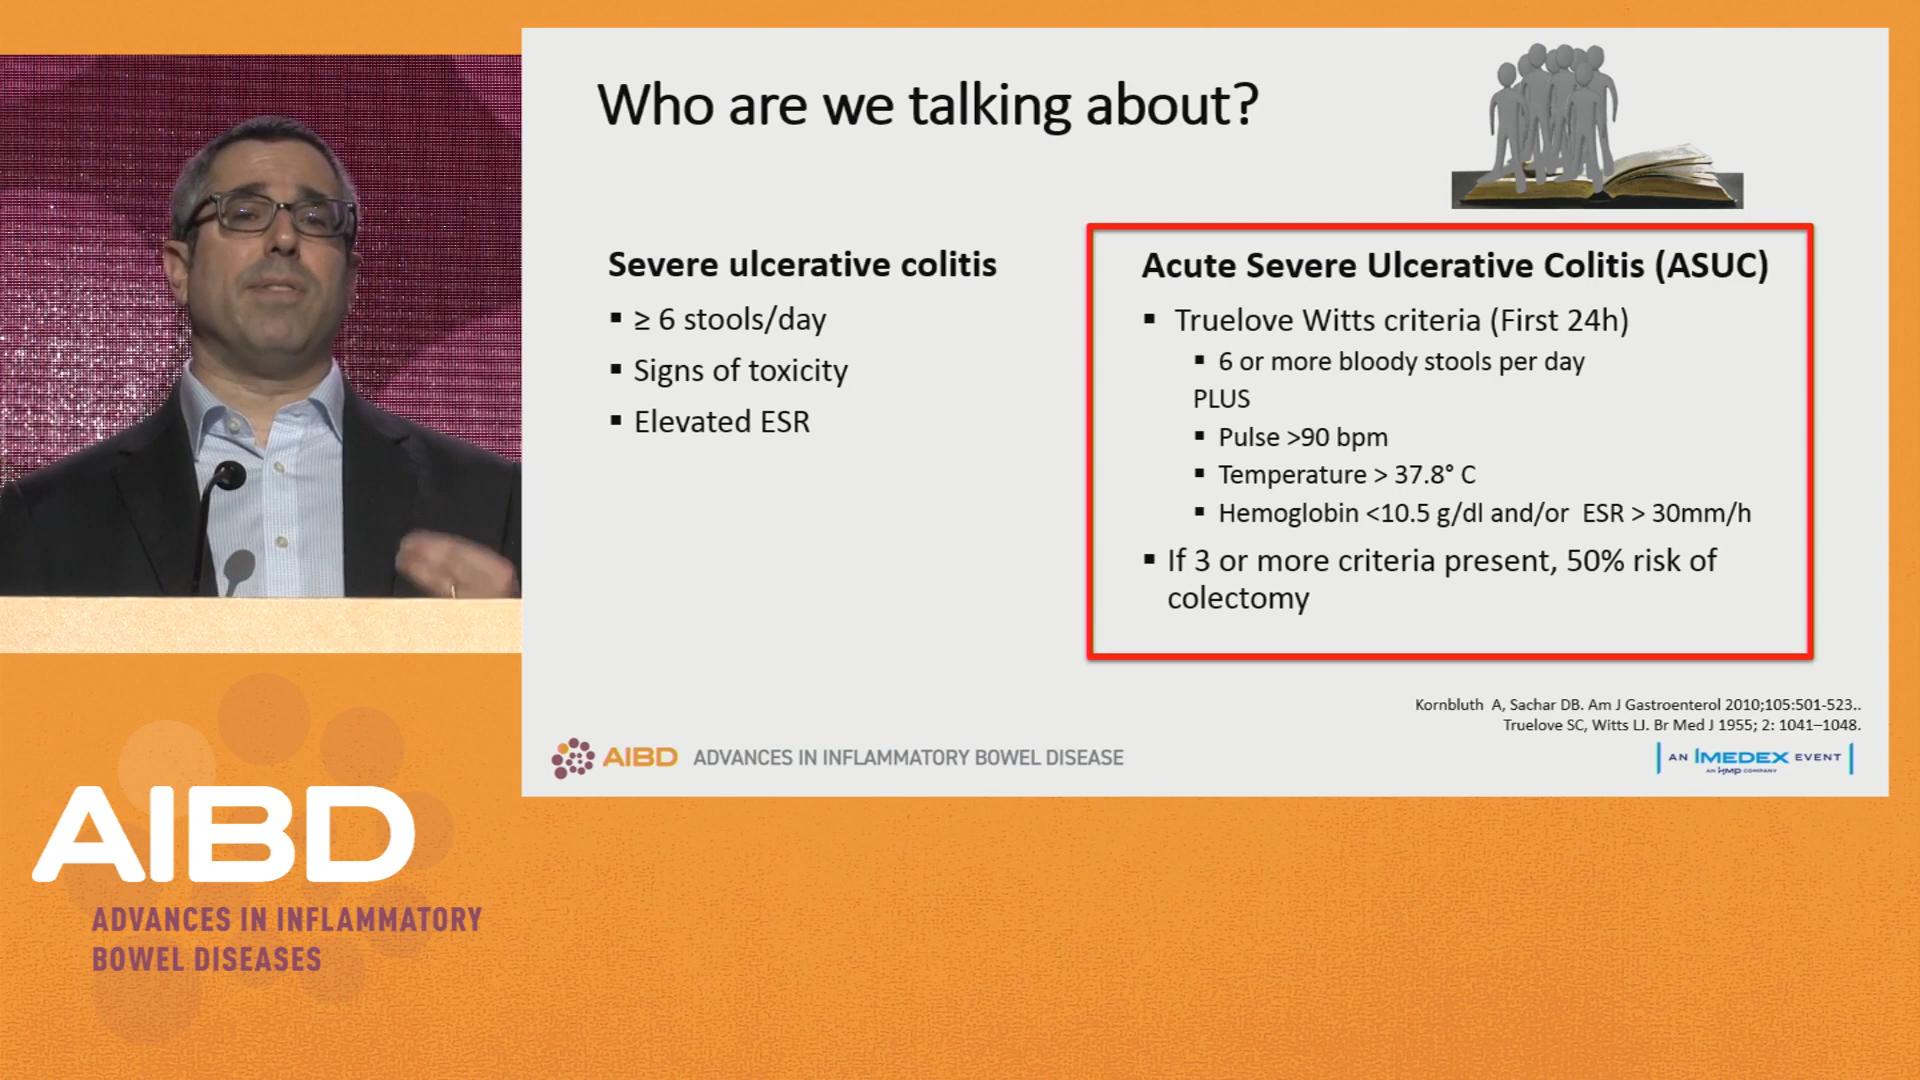 Who are we talking about?
Severe ulcerative colitis
▪ ≥ 6 stools/day
▪ Signs of toxicity
▪ Elevated ESR
Acute Severe Ulcerative Colitis (ASUC)
▪ Truelove Witts criteria (First 24h)
▪ 6 or more bloody stools per day
PLUS
▪ Pulse >90 bpm
▪ Temperature > 37.8° C
▪ Hemoglobin <10.5 g/dl and/or ESR > 30mm/h
▪ If 3 or more criteria present, 50% risk of
colectomy
Kornbluth A, Sachar DB. Am J Gastroenterol 2010;105:501-523..
Truelove SC, Witts LJ. Br Med J 1955; 2: 1041–1048.
AIBD ADVANCES IN INFLAMMATORY BOWEL DISEASE
AN IMEDEX EVENT
AN HMP COMPANY
AIBD
ADVANCES IN INFLAMMATORY
BOWEL DISEASES